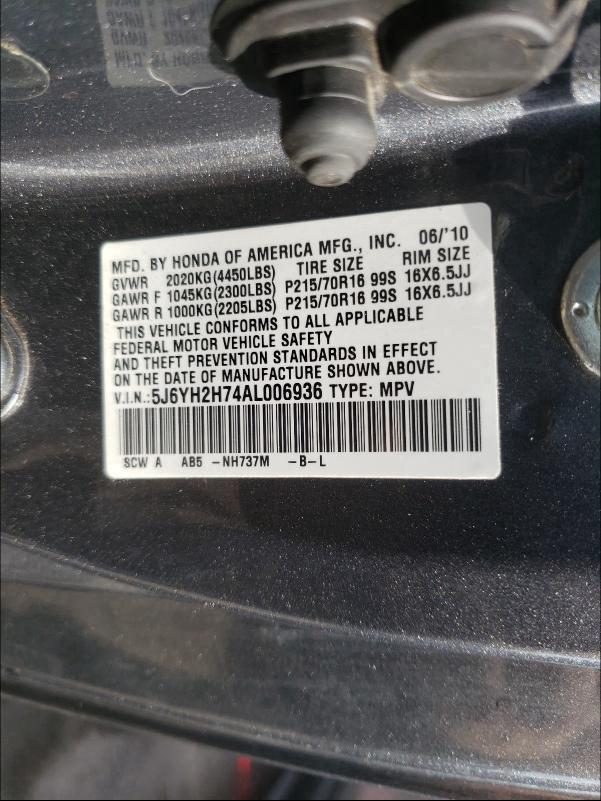 MFD. BY HONDA OF AMERICA MFG., INC. 06/'10
GVWR 2020KG(4450LBS) TIRE SIZE RIM SIZE
GAWR F 1045KG(2300LBS) P215/70R16 99S 16X6.5JJ
GAWR R 1000KG(2205LBS) P215/70R16 99S 16X6.5JJ
THIS VEHICLE CONFORMS TO ALL APPLICABLE
FEDERAL MOTOR VEHICLE SAFETY
AND THEFT PREVENTION STANDARDS IN EFFECT
ON THE DATE OF MANUFACTURE SHOWN ABOVE.
V.I.N.:5J6YH2H74AL006936 TYPE: MPV
SCW A AB5 -NH737M -B-L